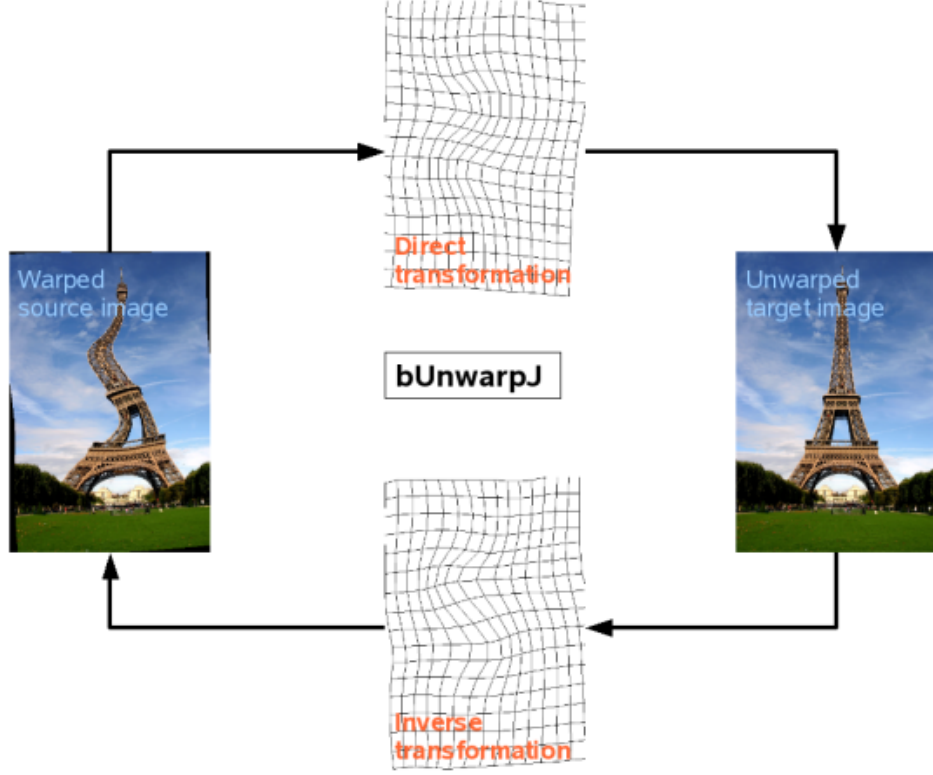 Direct
transformation
Warped
source image
Unwarped
target image
bUnwarpJ
Inverse
transformation